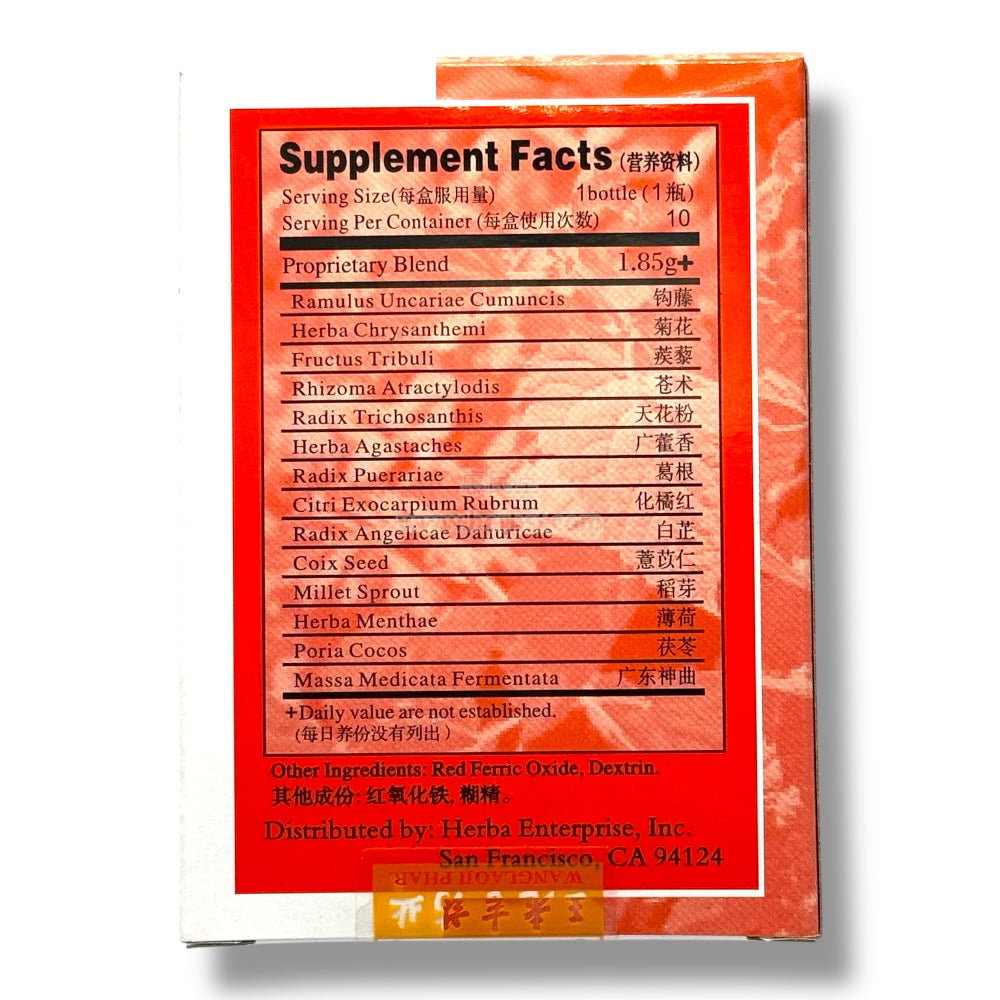 Supplement Facts (营养资料)
Serving Size(每盒服用量) 1bottle (1瓶)
Serving Per Container (每盒使用次数) 10
Proprietary Blend 1.85g+
Ramulus Uncariae Cumuncis 钩藤
Herba Chrysanthemi 菊花
Fructus Tribuli 蒺藜
Rhizoma Atractylodis 苍术
Radix Trichosanthis 天花粉
Herba Agastaches 广藿香
Radix Puerariae 葛根
Citri Exocarpium Rubrum 化橘红
Radix Angelicae Dahuricae 白芷
Coix Seed 薏苡仁
Millet Sprout 稻芽
Herba Menthae 薄荷
Poria Cocos 茯苓
Massa Medicata Fermentata 广东神曲
+Daily value are not established.
(每日养份没有列出)
Other Ingredients: Red Ferric Oxide, Dextrin.
其他成份: 红氧化铁, 糊精。
Distributed by: Herba Enterprise, Inc.
San Francisco, CA 94124
WANGLAOJI PHAR.
王老吉药业